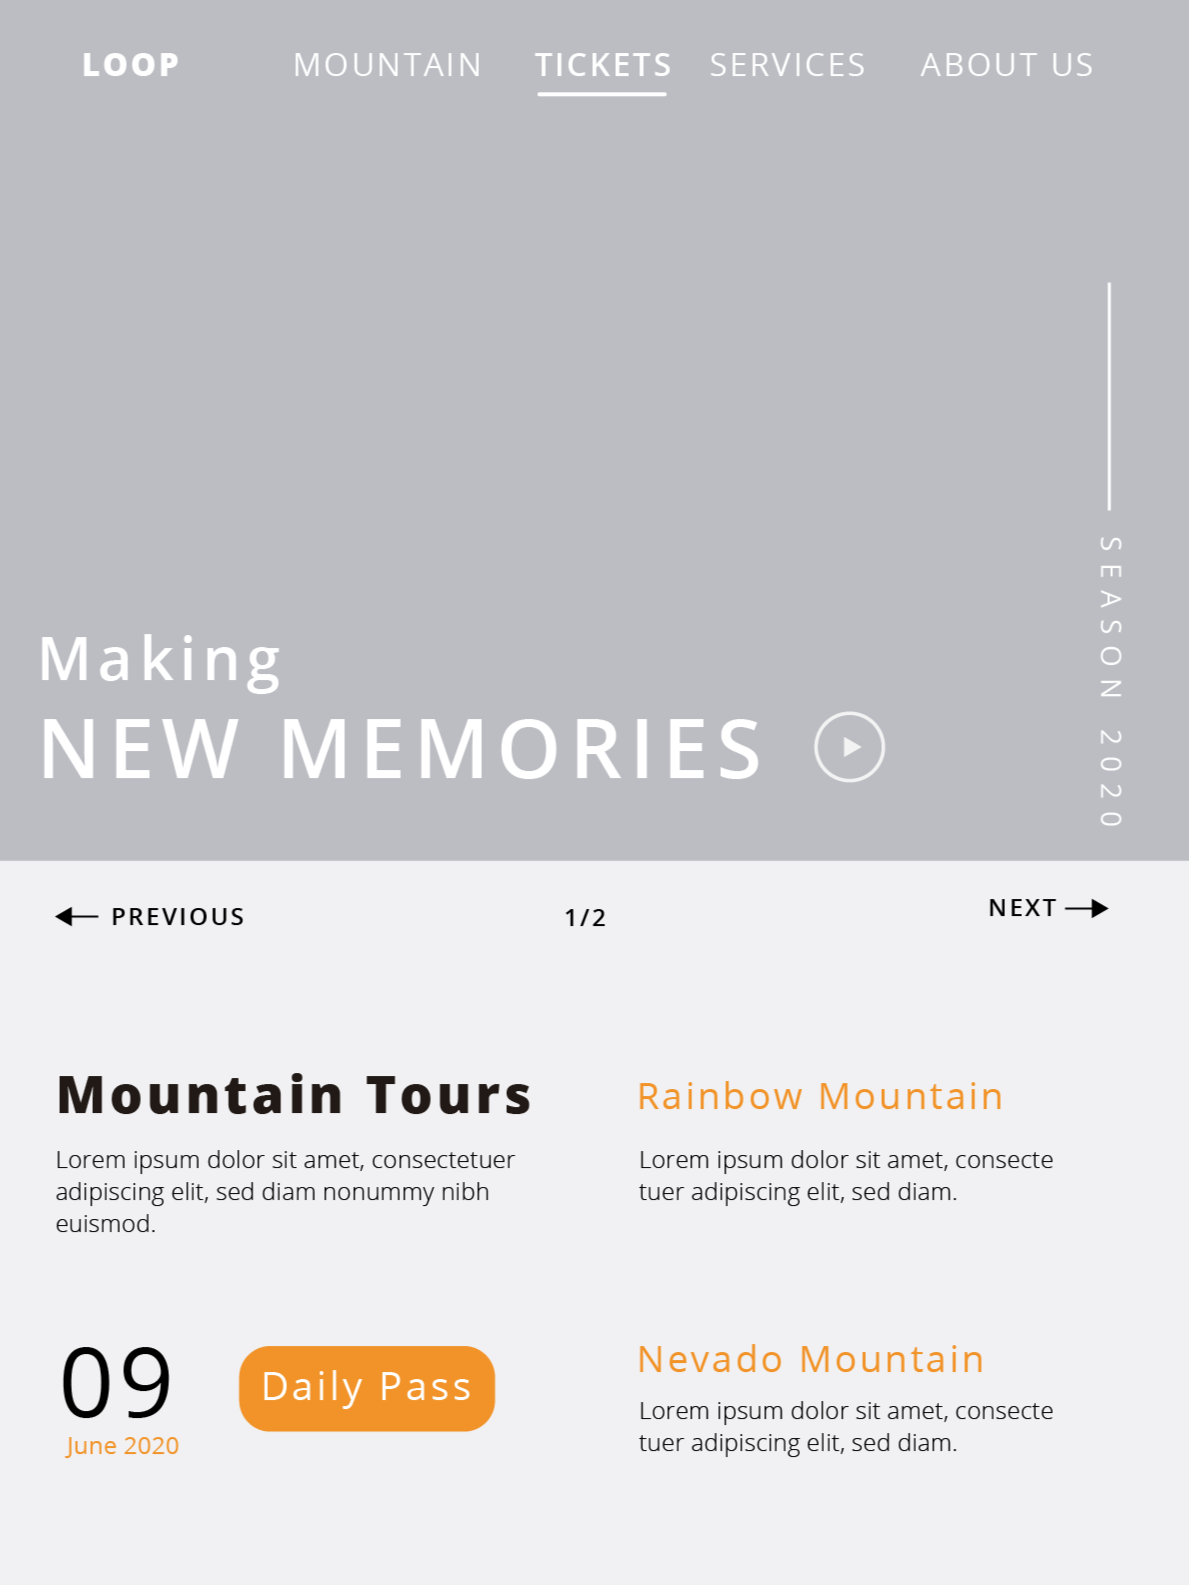 LOOP
MOUNTAIN
TICKETS
SERVICES
ABOUT US
SEASON 2020
Making
NEW MEMORIES
PREVIOUS
1/2
NEXT
Mountain Tours
Lorem ipsum dolor sit amet, consectetuer
adipiscing elit, sed diam nonummy nibh
euismod.
Rainbow Mountain
Lorem ipsum dolor sit amet, consecte
tuer adipiscing elit, sed diam.
09
June 2020
Daily Pass
Nevado Mountain
Lorem ipsum dolor sit amet, consecte
tuer adipiscing elit, sed diam.